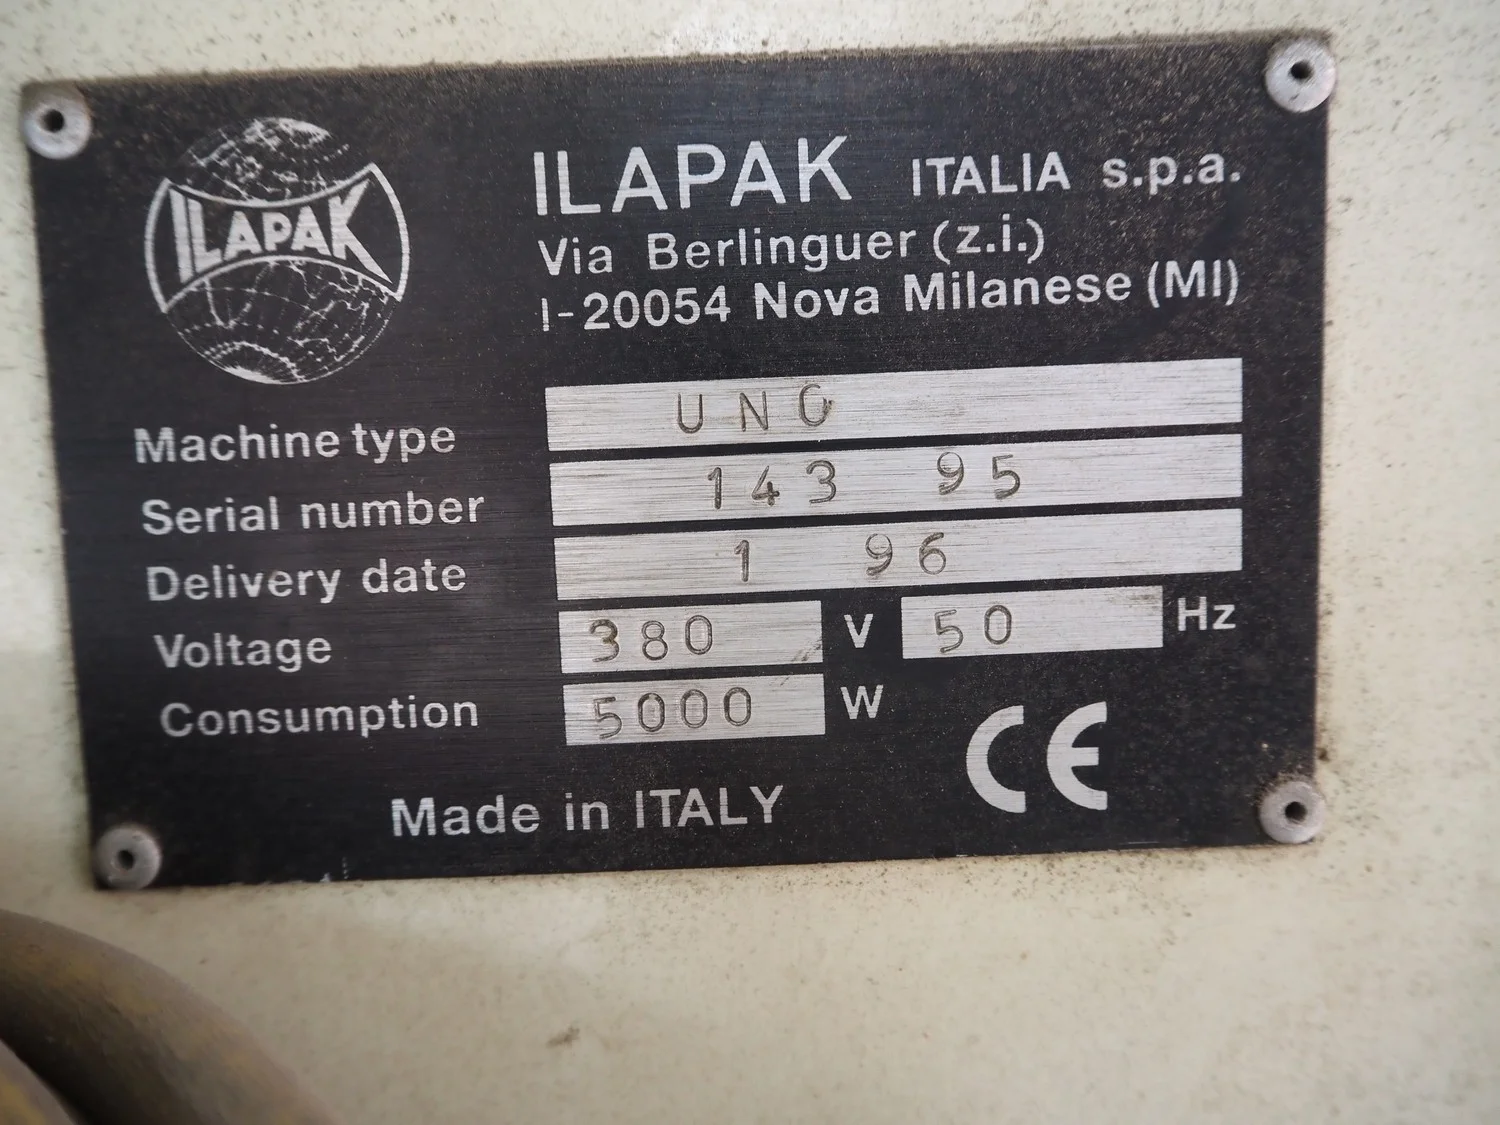 ILAPAK
ILAPAK ITALIA s.p.a.
Via Berlinguer (z.i.)
I-20054 Nova Milanese (MI)
Machine type UNO
Serial number 143 95
Delivery date 1 96
Voltage 380 V 50 Hz
Consumption 5000 W
CE
Made in ITALY